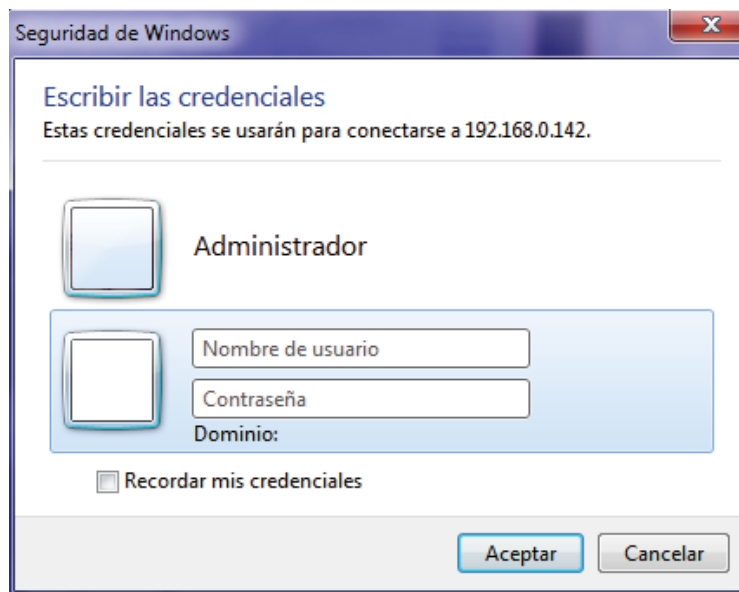 Seguridad de Windows
Escribir las credenciales
Estas credenciales se usarán para conectarse a 192.168.0.142.
Administrador
Nombre de usuario
Contraseña
Dominio:
Recordar mis credenciales
Aceptar
Cancelar